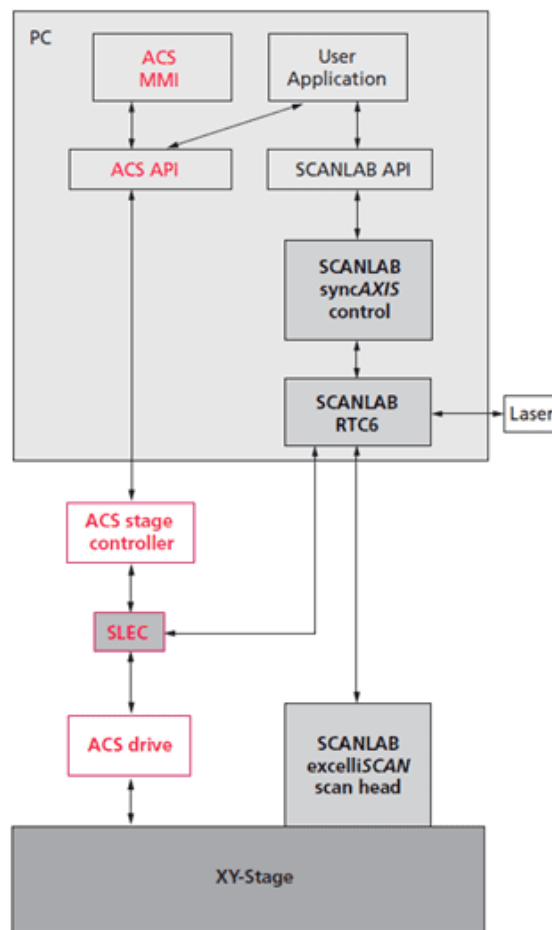 PC
ACS
MMI
User
Application
ACS API
SCANLAB API
SCANLAB
syncAXIS
control
SCANLAB
RTC6
Laser
ACS stage
controller
SLEC
ACS drive
SCANLAB
excelliSCAN
scan head
XY-Stage